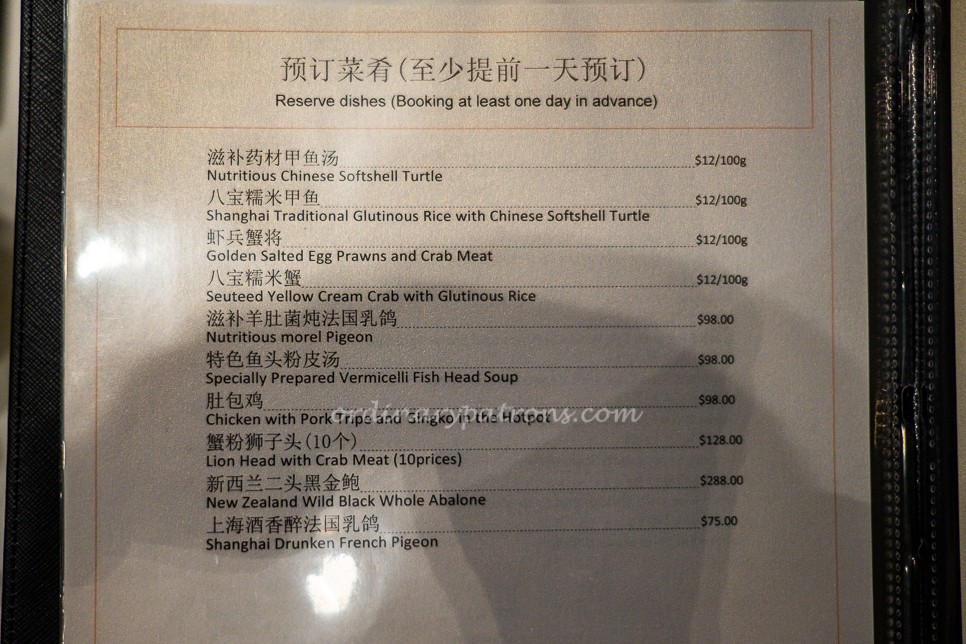 预订菜肴(至少提前一天预订)
Reserve dishes (Booking at least one day in advance)
滋补药材甲鱼汤 $12/100g
Nutritious Chinese Softshell Turtle
八宝糯米甲鱼 $12/100g
Shanghai Traditional Glutinous Rice with Chinese Softshell Turtle
虾兵蟹将 $12/100g
Golden Salted Egg Prawns and Crab Meat
八宝糯米蟹 $12/100g
Seuteed Yellow Cream Crab with Glutinous Rice
滋补羊肚菌炖法国乳鸽 $98.00
Nutritious morel Pigeon
特色鱼头粉皮汤 $98.00
Specially Prepared Vermicelli Fish Head Soup
肚包鸡 $98.00
Chicken with Pork Tripe and Gingko in the Hotpot
ordinarypatrons.com
蟹粉狮子头(10个) $128.00
Lion Head with Crab Meat (10prices)
新西兰二头黑金鲍 $288.00
New Zealand Wild Black Whole Abalone
上海酒香醉法国乳鸽 $75.00
Shanghai Drunken French Pigeon